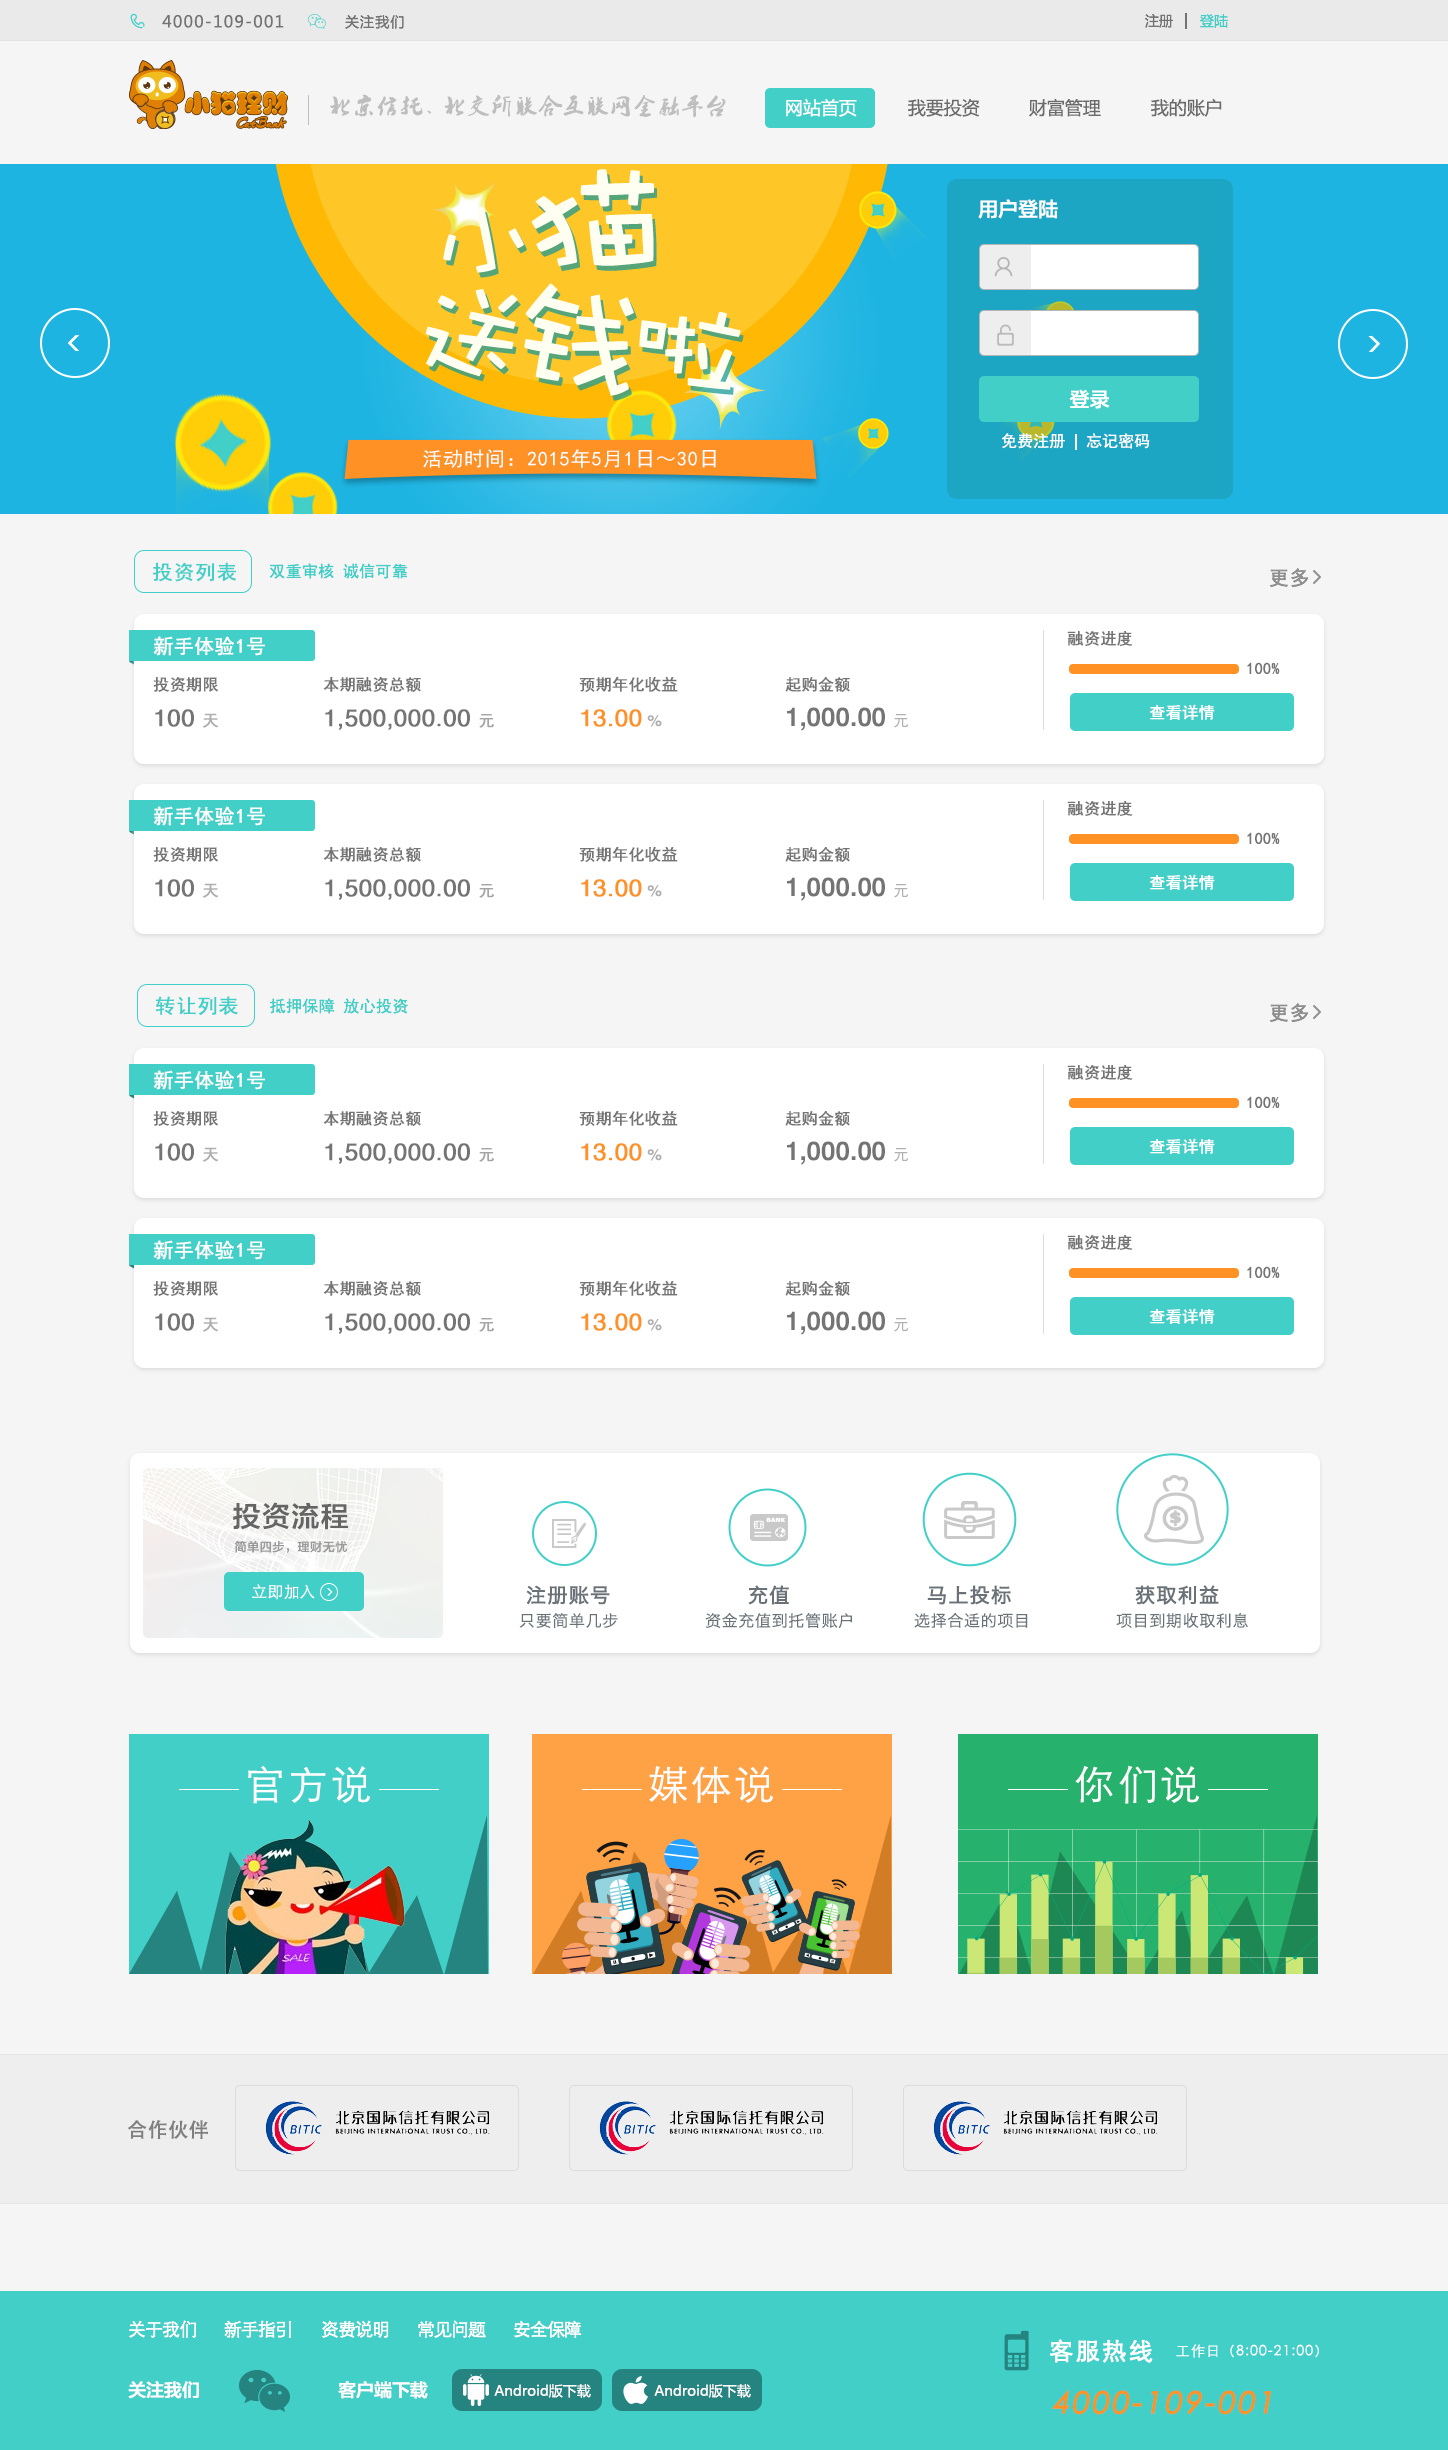 4000-109-001 关注我们 注册 | 登陆
小猫理财
CatBank
北京信托、北交所联合互联网金融平台
网站首页 我要投资 财富管理 我的账户
小猫
送钱啦
活动时间：2015年5月1日～30日
用户登陆
登录
免费注册 | 忘记密码
投资列表 双重审核 诚信可靠 更多
新手体验1号
投资期限 本期融资总额 预期年化收益 起购金额 融资进度
100 天 1,500,000.00 元 13.00 % 1,000.00 元 100%
查看详情
新手体验1号
投资期限 本期融资总额 预期年化收益 起购金额 融资进度
100 天 1,500,000.00 元 13.00 % 1,000.00 元 100%
查看详情
转让列表 抵押保障 放心投资 更多
新手体验1号
投资期限 本期融资总额 预期年化收益 起购金额 融资进度
100 天 1,500,000.00 元 13.00 % 1,000.00 元 100%
查看详情
新手体验1号
投资期限 本期融资总额 预期年化收益 起购金额 融资进度
100 天 1,500,000.00 元 13.00 % 1,000.00 元 100%
查看详情
投资流程
简单四步，理财无忧
立即加入
BANK
注册账号 充值 马上投标 获取利益
只要简单几步 资金充值到托管账户 选择合适的项目 项目到期收取利息
官方说 媒体说 你们说
SALE
合作伙伴
BITIC 北京国际信托有限公司
BEIJING INTERNATIONAL TRUST CO., LTD.
BITIC 北京国际信托有限公司
BEIJING INTERNATIONAL TRUST CO., LTD.
BITIC 北京国际信托有限公司
BEIJING INTERNATIONAL TRUST CO., LTD.
关于我们 新手指引 资费说明 常见问题 安全保障
关注我们 客户端下载 Android版下载 Android版下载
客服热线 工作日（8:00-21:00）
4000-109-001